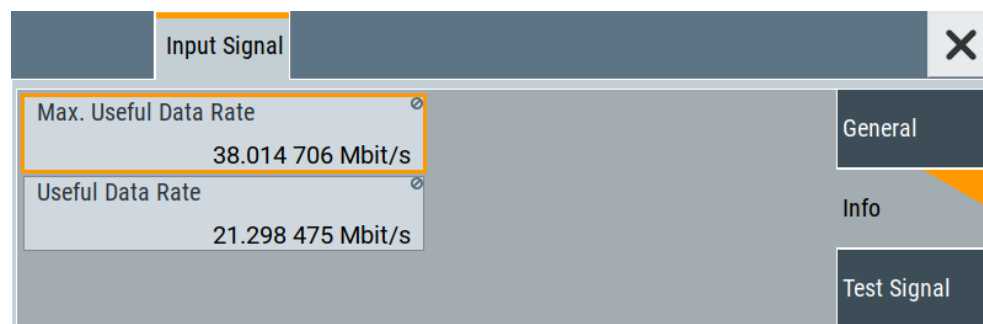 Input Signal
Max. Useful Data Rate
38.014 706 Mbit/s
Useful Data Rate
21.298 475 Mbit/s
General
Info
Test Signal